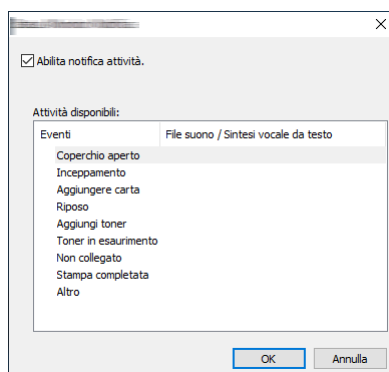 Abilita notifica attività.
Attività disponibili:
Eventi File suono / Sintesi vocale da testo
Coperchio aperto
Inceppamento
Aggiungere carta
Riposo
Aggiungi toner
Toner in esaurimento
Non collegato
Stampa completata
Altro
OK Annulla